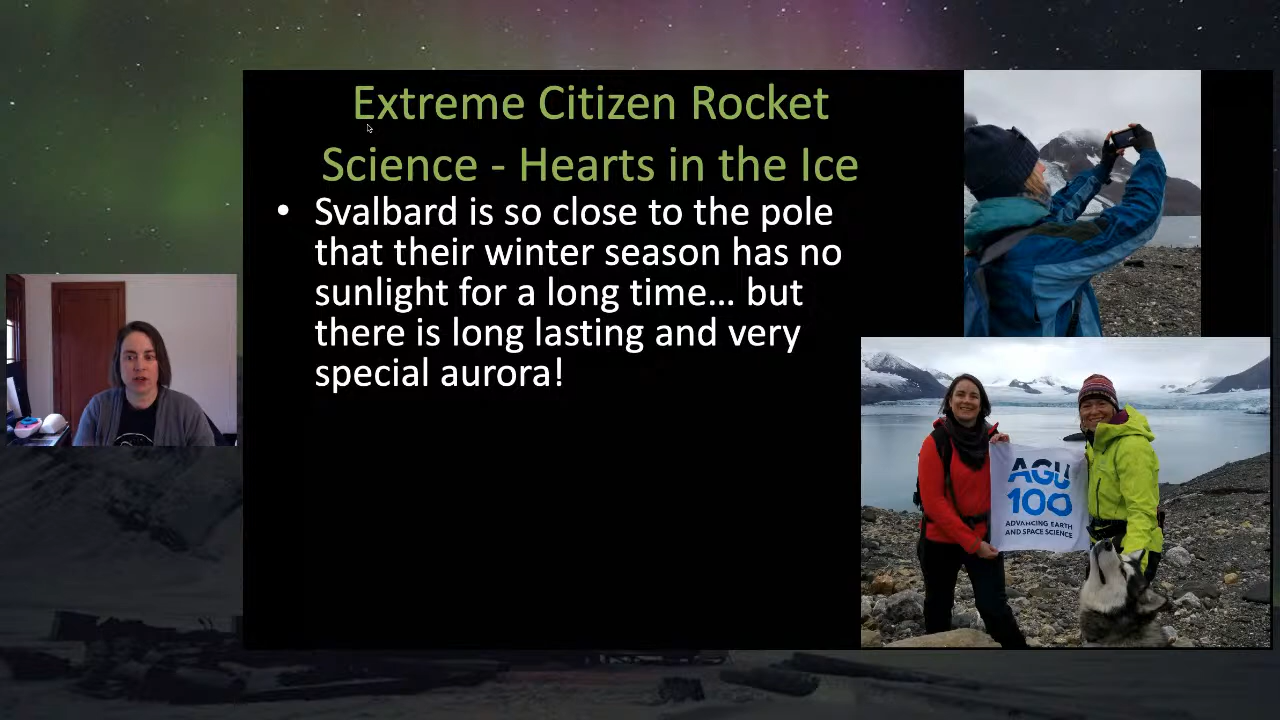 Extreme Citizen Rocket
Science - Hearts in the Ice
• Svalbard is so close to the pole
that their winter season has no
sunlight for a long time… but
there is long lasting and very
special aurora!
AGU
100
ADVANCING EARTH
AND SPACE SCIENCE